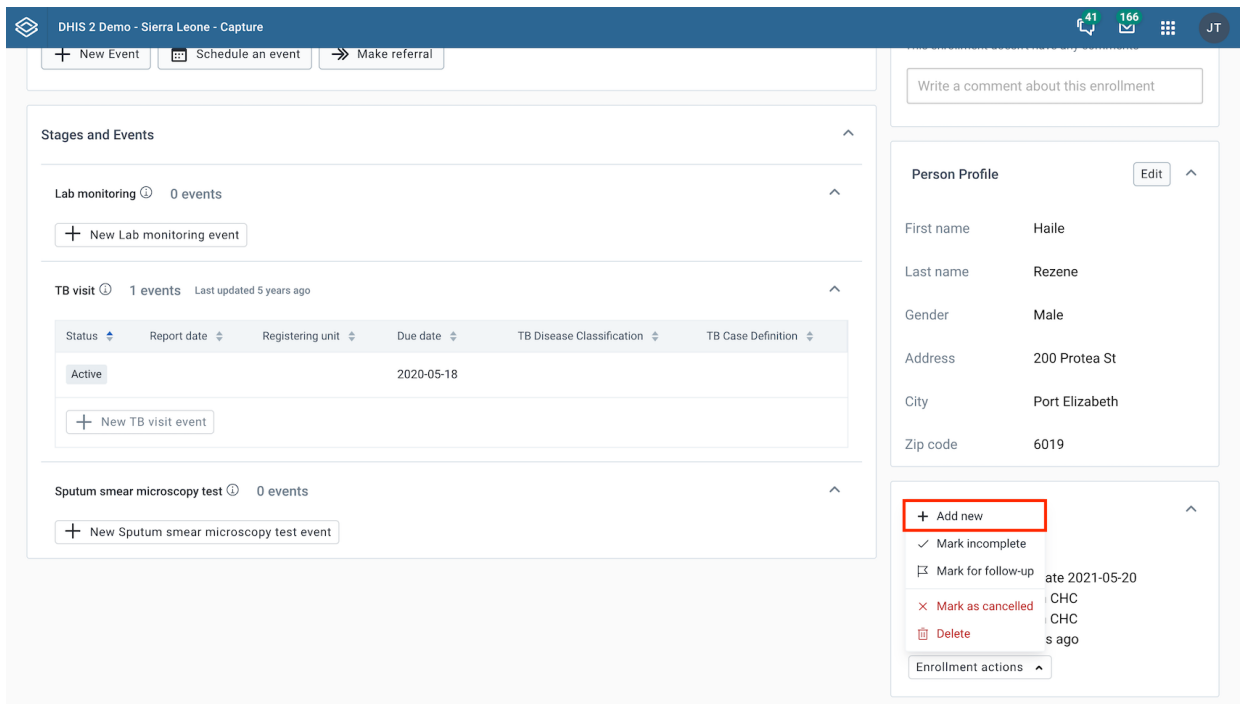 DHIS 2 Demo - Sierra Leone - Capture
41
166
JT
New Event
Schedule an event
Make referral
Write a comment about this enrollment
Stages and Events
Lab monitoring 0 events
New Lab monitoring event
TB visit 1 events Last updated 5 years ago
Status Report date Registering unit Due date TB Disease Classification TB Case Definition
Active 2020-05-18
New TB visit event
Sputum smear microscopy test 0 events
New Sputum smear microscopy test event
Person Profile Edit
First name Haile
Last name Rezene
Gender Male
Address 200 Protea St
City Port Elizabeth
Zip code 6019
Add new
Mark incomplete
Mark for follow-up
ate 2021-05-20
CHC
Mark as cancelled
CHC
Delete
s ago
Enrollment actions